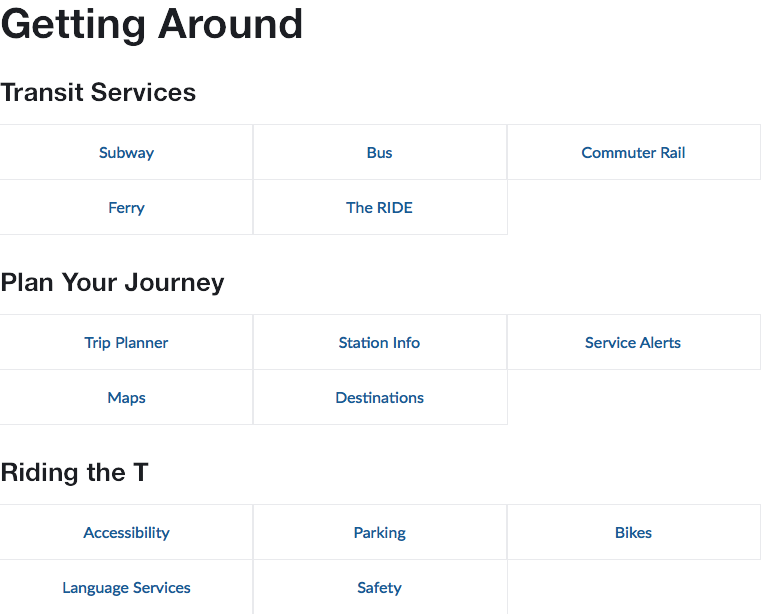 Getting Around
Transit Services
Subway Bus Commuter Rail
Ferry The RIDE
Plan Your Journey
Trip Planner Station Info Service Alerts
Maps Destinations
Riding the T
Accessibility Parking Bikes
Language Services Safety